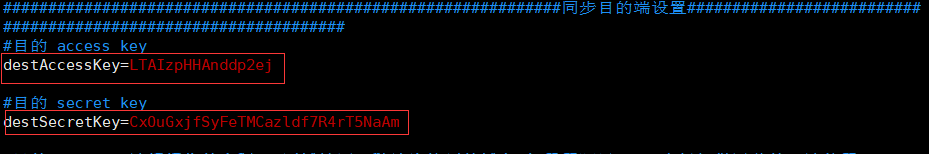 ##############################################################同步目的端设置##########################
######################################
#目的 access key
destAccessKey=LTAIzpHHAnddp2ej
#目的 secret key
destSecretKey=CxOuGxjfSyFeTMCazldf7R4rT5NaAm